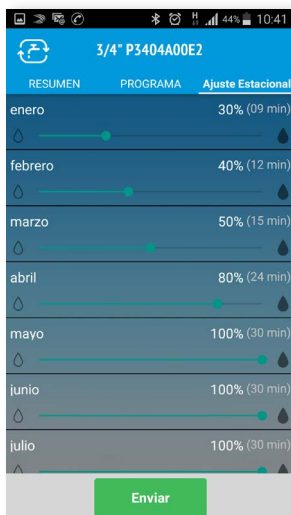 44% 10:41
3/4" P3404A00E2
RESUMEN PROGRAMA Ajuste Estacional
enero 30% (09 min)
febrero 40% (12 min)
marzo 50% (15 min)
abril 80% (24 min)
mayo 100% (30 min)
junio 100% (30 min)
julio 100% (30 min)
Enviar